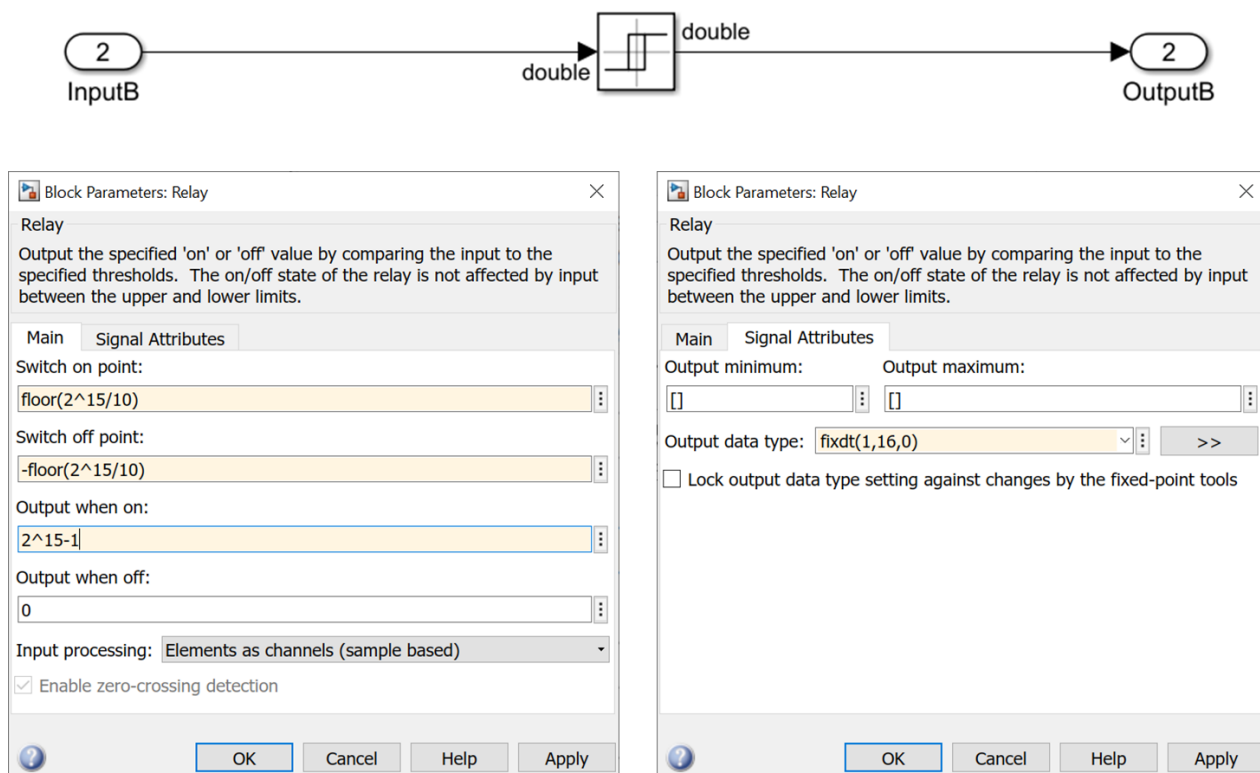 2
InputB
double
double
2
OutputB
Block Parameters: Relay
Relay
Output the specified 'on' or 'off' value by comparing the input to the
specified thresholds. The on/off state of the relay is not affected by input
between the upper and lower limits.
Main Signal Attributes
Switch on point:
floor(2^15/10)
Switch off point:
-floor(2^15/10)
Output when on:
2^15-1
Output when off:
0
Input processing: Elements as channels (sample based)
Enable zero-crossing detection
OK Cancel Help Apply
Block Parameters: Relay
Relay
Output the specified 'on' or 'off' value by comparing the input to the
specified thresholds. The on/off state of the relay is not affected by input
between the upper and lower limits.
Main Signal Attributes
Output minimum: Output maximum:
[] []
Output data type: fixdt(1,16,0) >>
Lock output data type setting against changes by the fixed-point tools
OK Cancel Help Apply